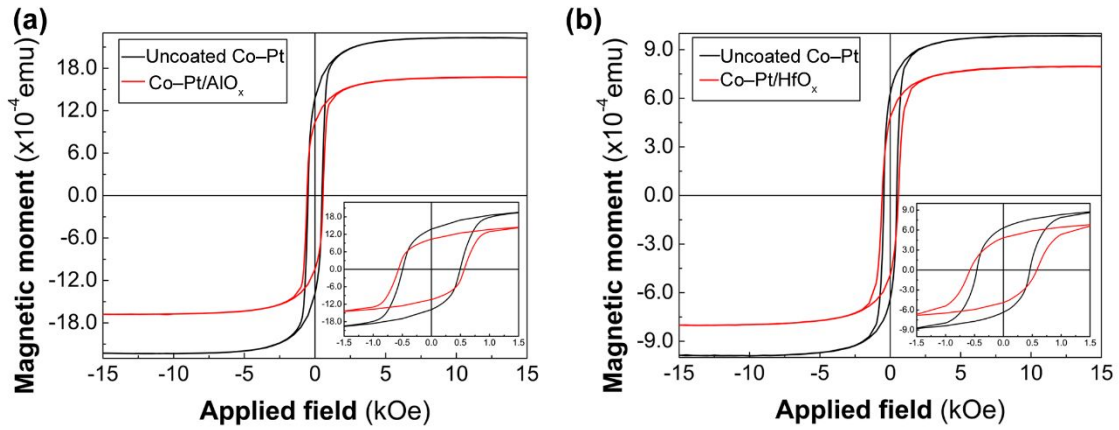 (a)
Magnetic moment (x10⁻⁴ emu)
Uncoated Co–Pt
Co–Pt/AlOₓ
18.0
12.0
6.0
0.0
-6.0
-12.0
-18.0
-15 -10 -5 0 5 10 15
Applied field (kOe)
18.0
12.0
6.0
0.0
-6.0
-12.0
-18.0
-1.5 -1.0 -0.5 0.0 0.5 1.0 1.5
(b)
Magnetic moment (x10⁻⁴ emu)
Uncoated Co–Pt
Co–Pt/HfOₓ
9.0
6.0
3.0
0.0
-3.0
-6.0
-9.0
-15 -10 -5 0 5 10 15
Applied field (kOe)
9.0
6.0
3.0
0.0
-3.0
-6.0
-9.0
-1.5 -1.0 -0.5 0.0 0.5 1.0 1.5